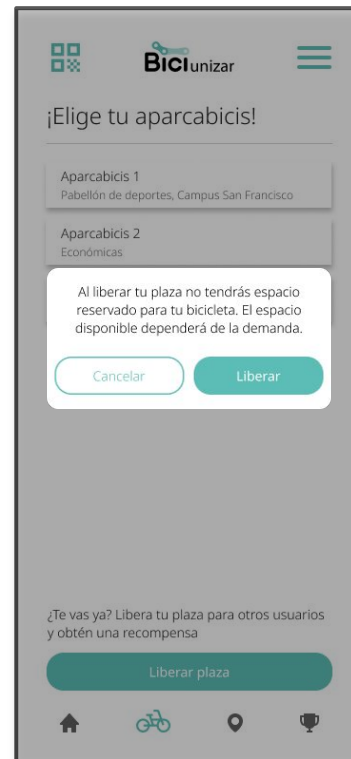 BICIunizar
¡Elige tu aparcabicis!
Aparcabicis 1
Pabellón de deportes, Campus San Francisco
Aparcabicis 2
Económicas
Al liberar tu plaza no tendrás espacio
reservado para tu bicicleta. El espacio
disponible dependerá de la demanda.
Cancelar
Liberar
¿Te vas ya? Libera tu plaza para otros usuarios
y obtén una recompensa
Liberar plaza